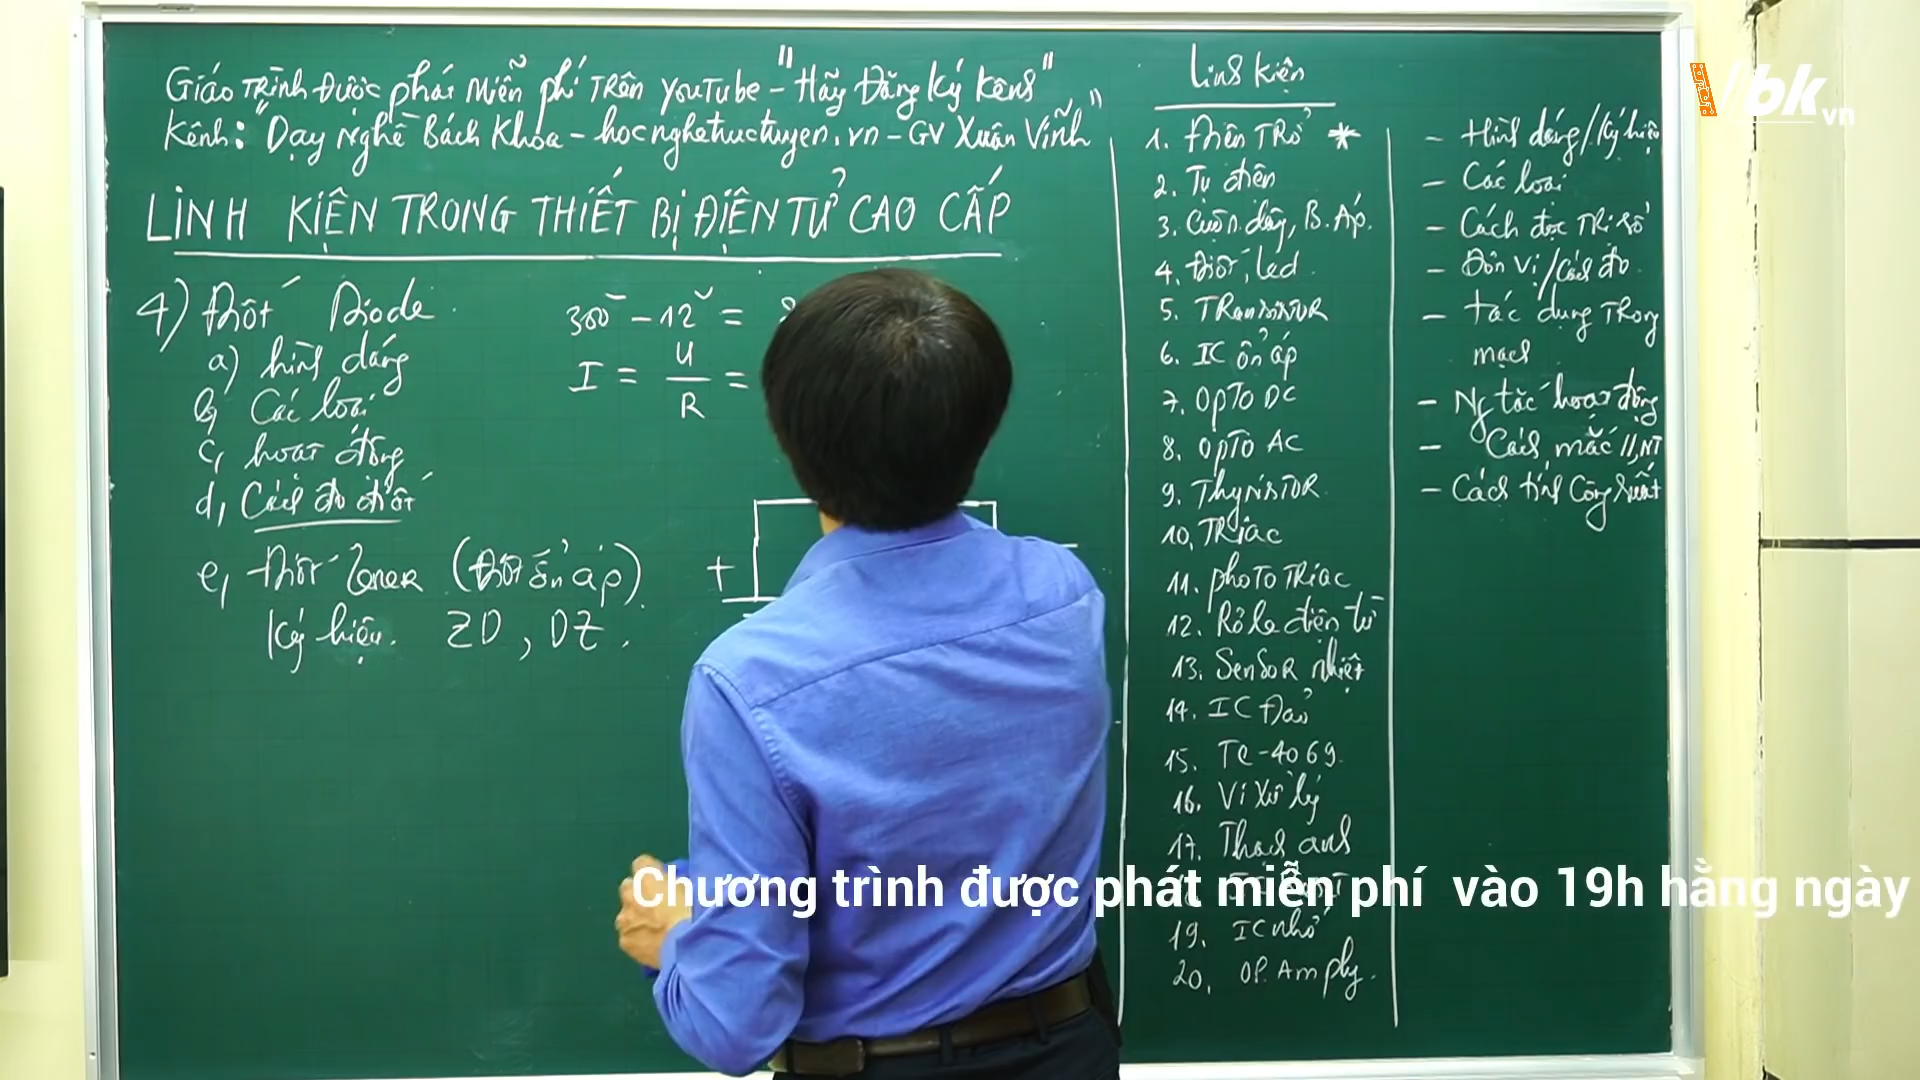 Giáo Trình Được phát Miễn phí Trên YouTube - "Hãy Đăng Ký Kênh"
Kênh: "Dạy Nghề Bách Khoa - hocnghetructuyen.vn - GV Xuân Vinh"
LINH KIỆN TRONG THIẾT BỊ ĐIỆN TỬ CAO CẤP
4) Điốt Diode.
a) hình dáng
b, Các loại
c, hoạt động
d, Cách đo điốt
e, Điốt Zener (Điốt ổn áp).
Ký hiệu. ZD, DZ.
300 - 12 =
I = U/R =
+
Linh Kiện
1. Điện Trở *
2. Tụ điện
3. Cuộn dây, B. Áp.
4. Điốt, led.
5. Transistor
6. IC ổn áp
7. Opto DC
8. Opto AC
9. Thyristor
10, Triac
11. photo Triac
12. Rơ le điện từ
13. Sensor nhiệt
14. IC Đảo
15. TC-4069.
16. Vi Xử lý
17. Thạch anh
18
19. IC nhớ
20, OP. Amply.
- Hình dáng/Ký hiệu
- Các loại
- Cách đọc Trị số
- Đơn Vị/Cách đo
- tác dụng Trong
mạch
- Ng tắc hoạt động
- Cách mắc //, NT
- Cách tính Công suất
bk.vn
Chương trình được phát miễn phí vào 19h hằng ngày